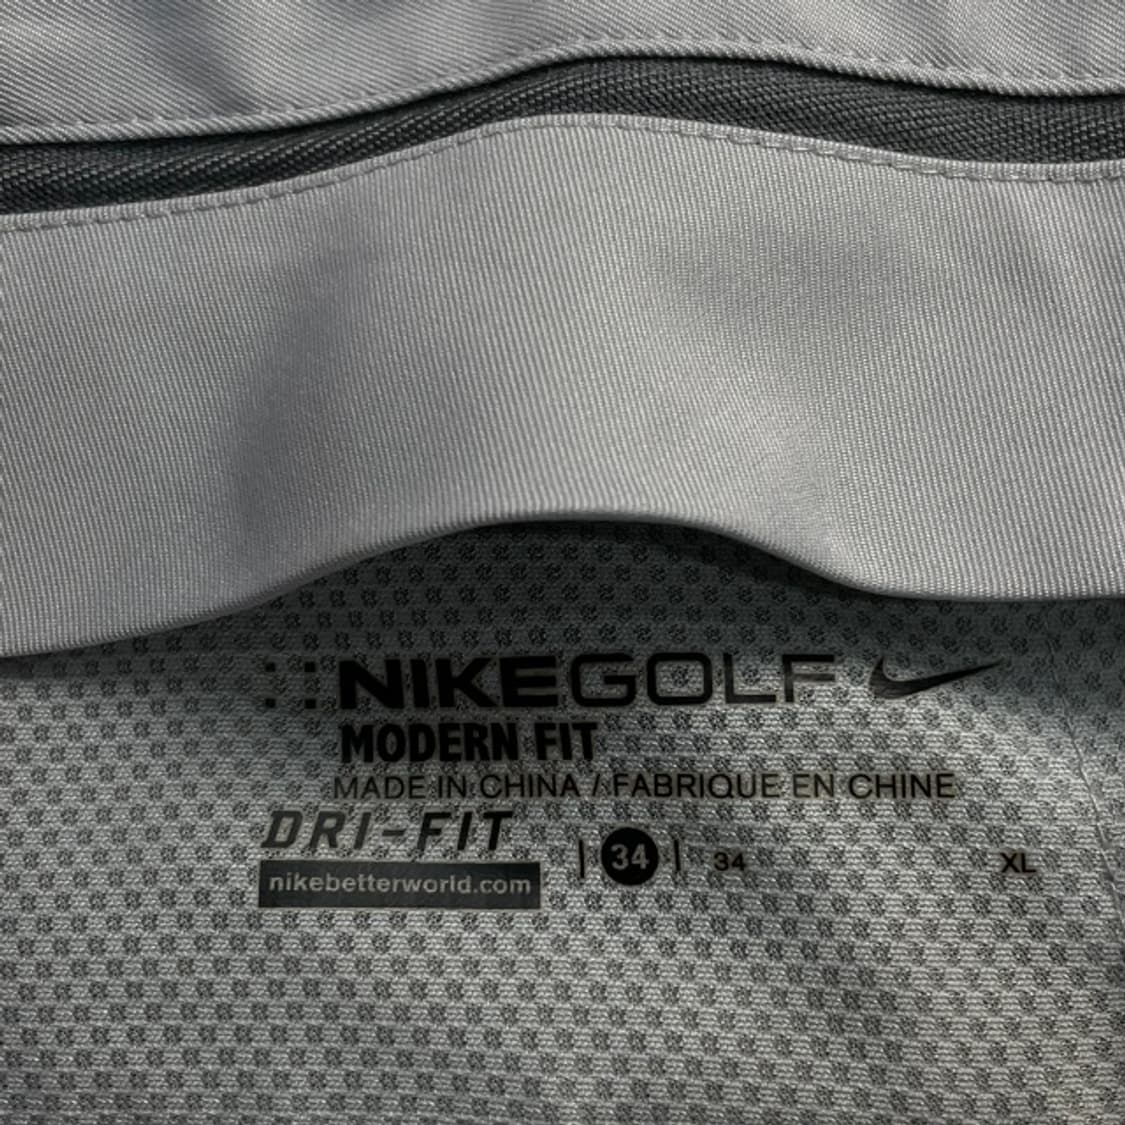 NIKEGOLF
MODERN FIT
MADE IN CHINA / FABRIQUE EN CHINE
DRI-FIT
nikebetterworld.com
| 34 | 34 XL